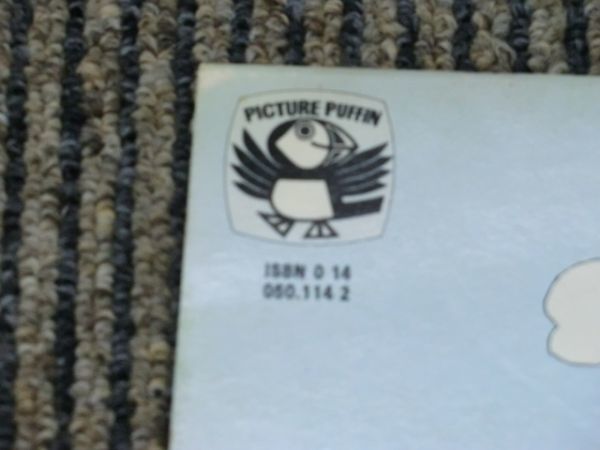 PICTURE PUFFIN
ISBN 0 14
050.114 2